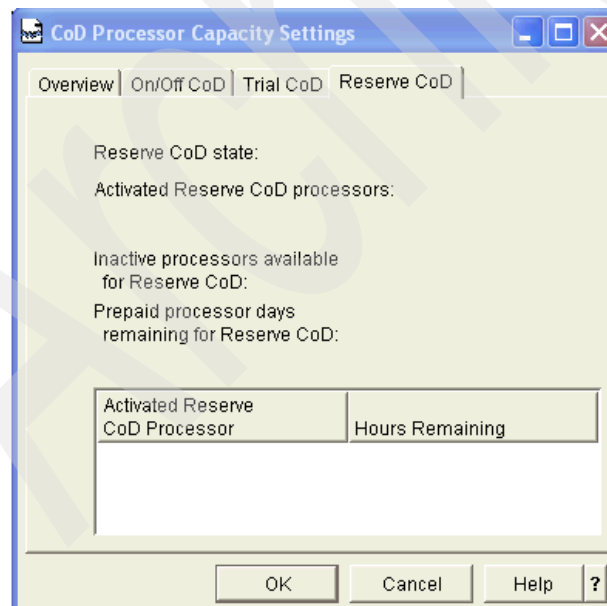 CoD Processor Capacity Settings
Overview On/Off CoD Trial CoD Reserve CoD
Reserve CoD state:
Activated Reserve CoD processors:
Inactive processors available
for Reserve CoD:
Prepaid processor days
remaining for Reserve CoD:
Activated Reserve
CoD Processor Hours Remaining
OK Cancel Help ?